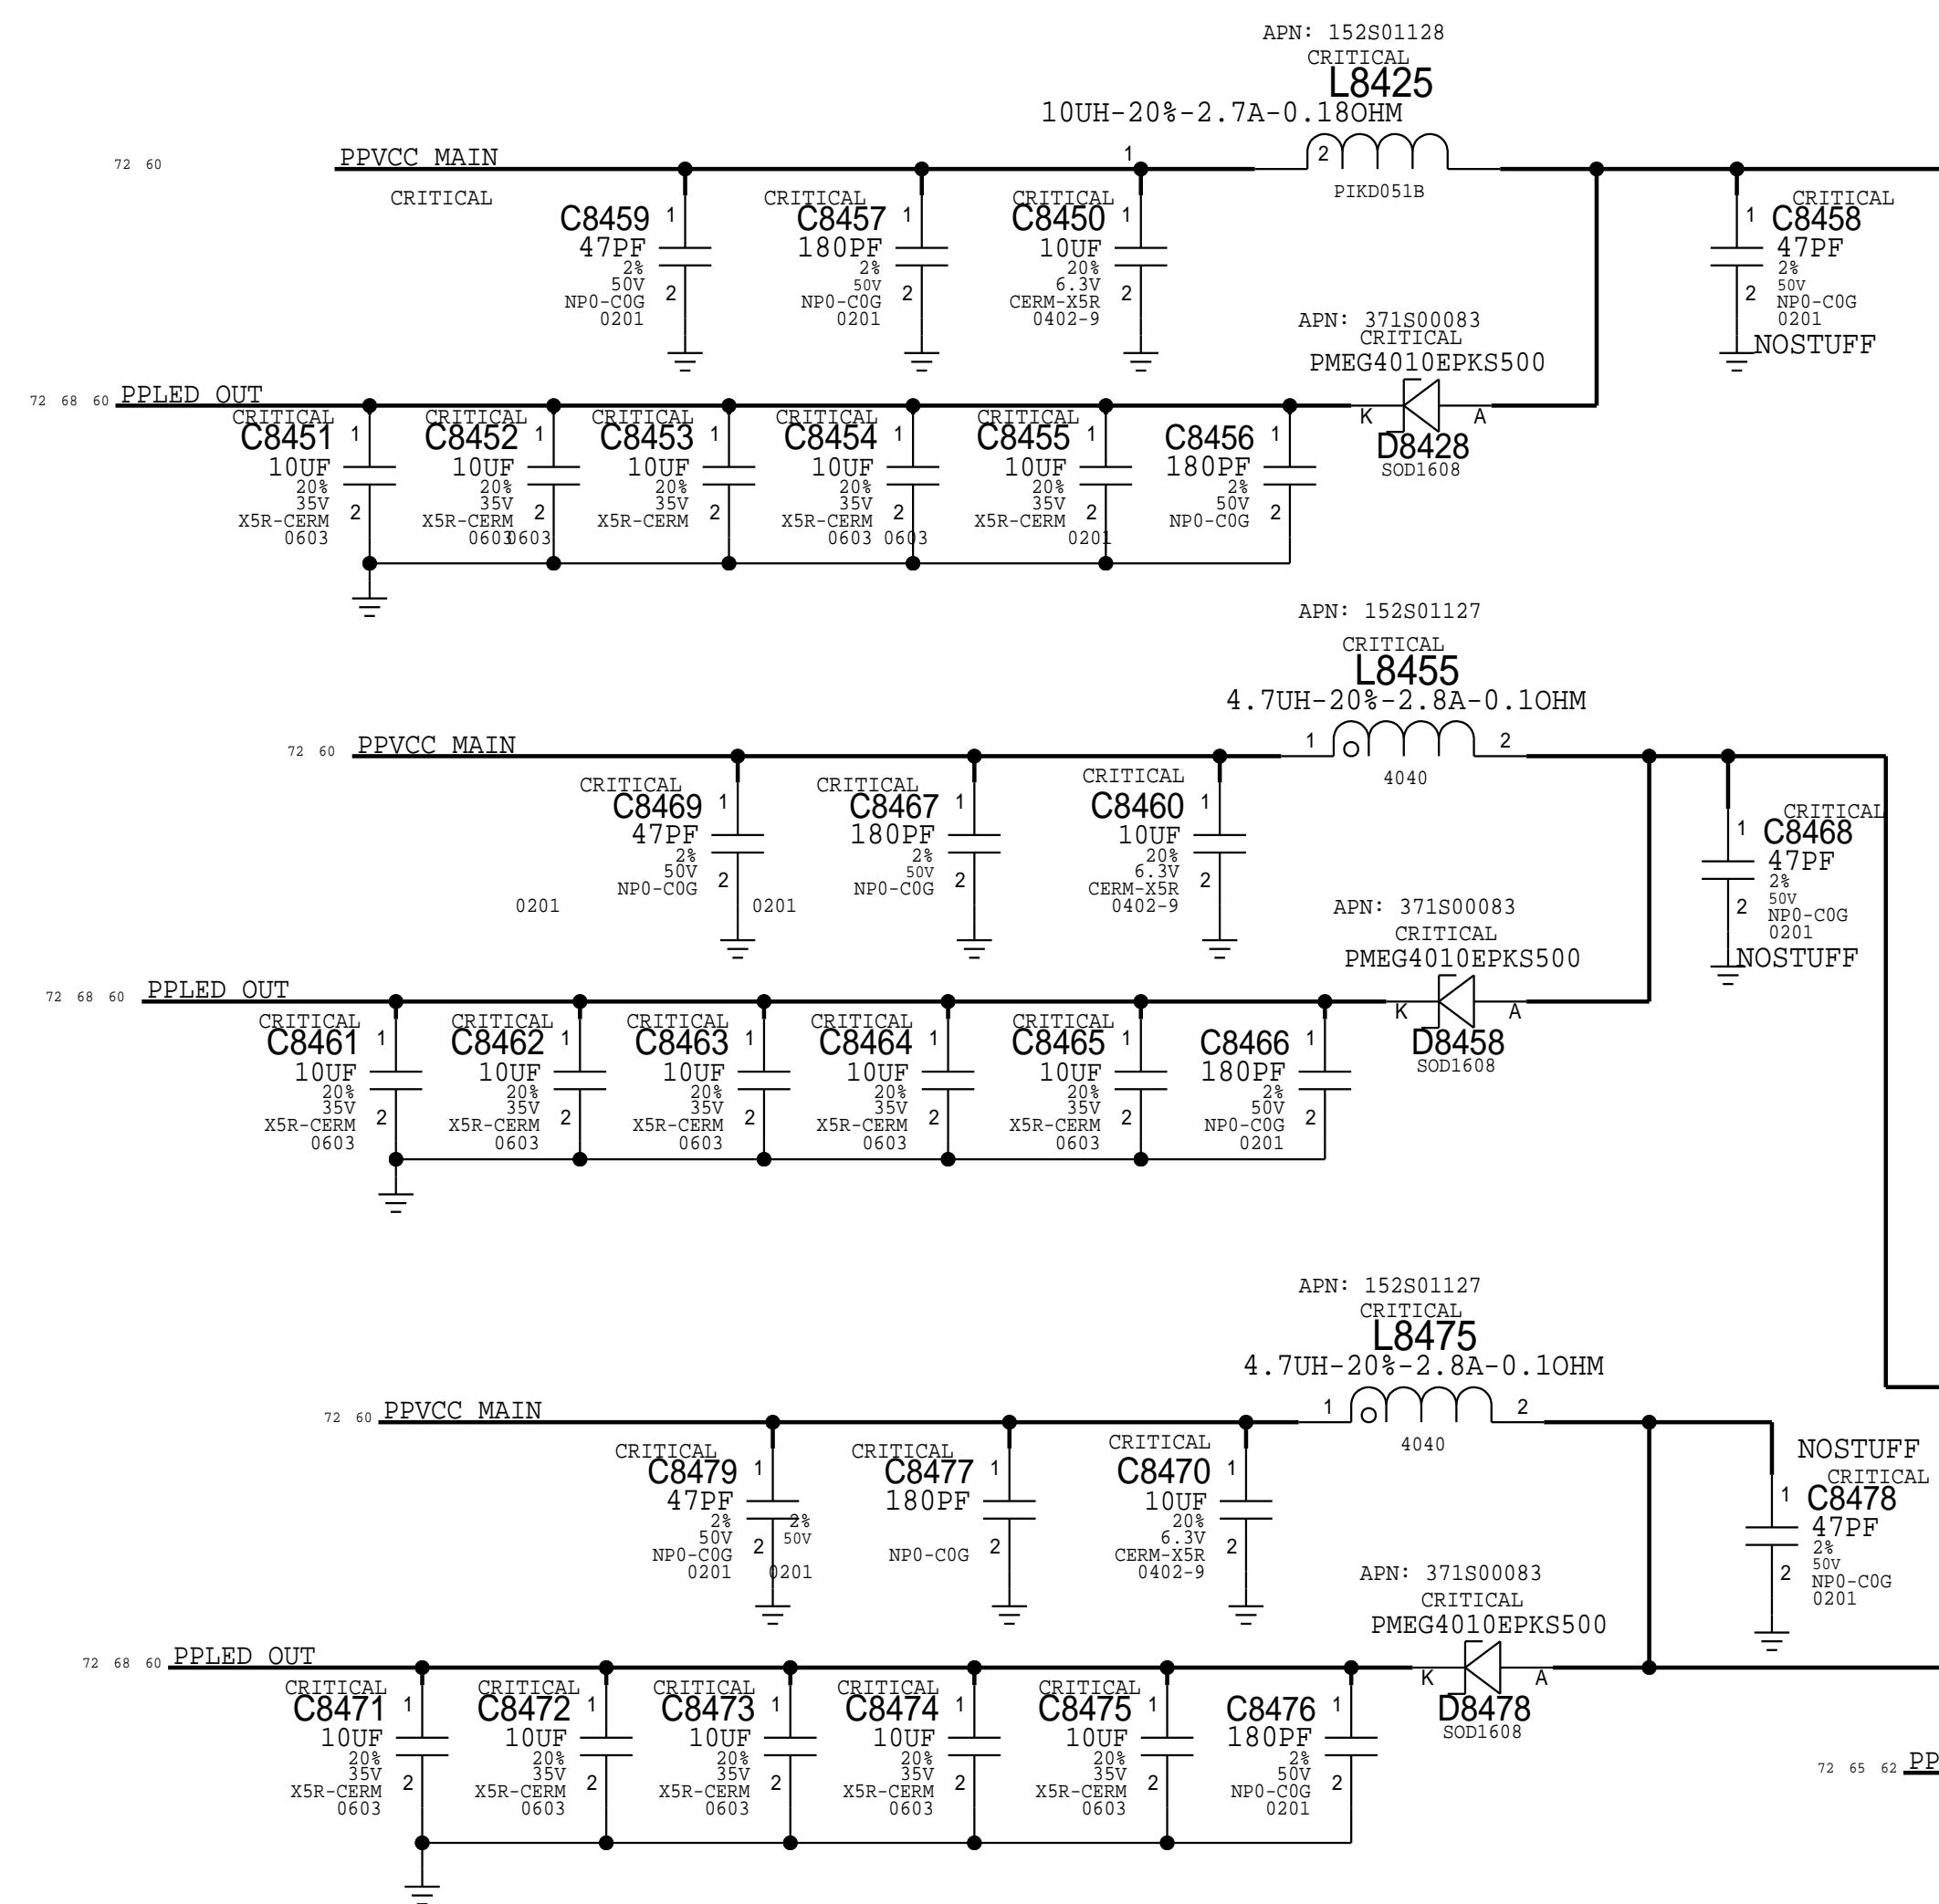 APN: 152S01128
CRITICAL
L8425
10UH-20%-2.7A-0.18OHM
72 60
PPVCC MAIN
1
2
PIKD051B
CRITICAL
C8459
47PF
2%
50V
NP0-C0G
0201
1
2
CRITICAL
C8457
180PF
2%
50V
NP0-C0G
0201
1
2
CRITICAL
C8450
10UF
20%
6.3V
CERM-X5R
0402-9
1
2
CRITICAL
C8458
47PF
2%
50V
NP0-C0G
0201
NOSTUFF
1
2
APN: 371S00083
CRITICAL
PMEG4010EPKS500
K
A
D8428
SOD1608
72 68 60
PPLED OUT
CRITICAL
C8451
10UF
20%
35V
X5R-CERM
0603
1
2
CRITICAL
C8452
10UF
20%
35V
X5R-CERM
0603
1
2
CRITICAL
C8453
10UF
20%
35V
X5R-CERM
0603
1
2
CRITICAL
C8454
10UF
20%
35V
X5R-CERM
0603
1
2
CRITICAL
C8455
10UF
20%
35V
X5R-CERM
0603
1
2
C8456
180PF
2%
50V
NP0-C0G
0201
1
2
APN: 152S01127
CRITICAL
L8455
4.7UH-20%-2.8A-0.1OHM
72 60
PPVCC MAIN
1
2
4040
CRITICAL
C8469
47PF
2%
50V
NP0-C0G
0201
1
2
CRITICAL
C8467
180PF
2%
50V
NP0-C0G
0201
1
2
CRITICAL
C8460
10UF
20%
6.3V
CERM-X5R
0402-9
1
2
CRITICAL
C8468
47PF
2%
50V
NP0-C0G
0201
NOSTUFF
1
2
APN: 371S00083
CRITICAL
PMEG4010EPKS500
K
A
D8458
SOD1608
72 68 60
PPLED OUT
CRITICAL
C8461
10UF
20%
35V
X5R-CERM
0603
1
2
CRITICAL
C8462
10UF
20%
35V
X5R-CERM
0603
1
2
CRITICAL
C8463
10UF
20%
35V
X5R-CERM
0603
1
2
CRITICAL
C8464
10UF
20%
35V
X5R-CERM
0603
1
2
CRITICAL
C8465
10UF
20%
35V
X5R-CERM
0603
1
2
C8466
180PF
2%
50V
NP0-C0G
0201
1
2
APN: 152S01127
CRITICAL
L8475
4.7UH-20%-2.8A-0.1OHM
72 60
PPVCC MAIN
1
2
4040
CRITICAL
C8479
47PF
2%
50V
NP0-C0G
0201
1
2
CRITICAL
C8477
180PF
2%
50V
NP0-C0G
0201
1
2
CRITICAL
C8470
10UF
20%
6.3V
CERM-X5R
0402-9
1
2
NOSTUFF
CRITICAL
C8478
47PF
2%
50V
NP0-C0G
0201
1
2
APN: 371S00083
CRITICAL
PMEG4010EPKS500
K
A
D8478
SOD1608
72 68 60
PPLED OUT
CRITICAL
C8471
10UF
20%
35V
X5R-CERM
0603
1
2
CRITICAL
C8472
10UF
20%
35V
X5R-CERM
0603
1
2
CRITICAL
C8473
10UF
20%
35V
X5R-CERM
0603
1
2
CRITICAL
C8474
10UF
20%
35V
X5R-CERM
0603
1
2
CRITICAL
C8475
10UF
20%
35V
X5R-CERM
0603
1
2
C8476
180PF
2%
50V
NP0-C0G
0201
1
2
72 65 62
PP